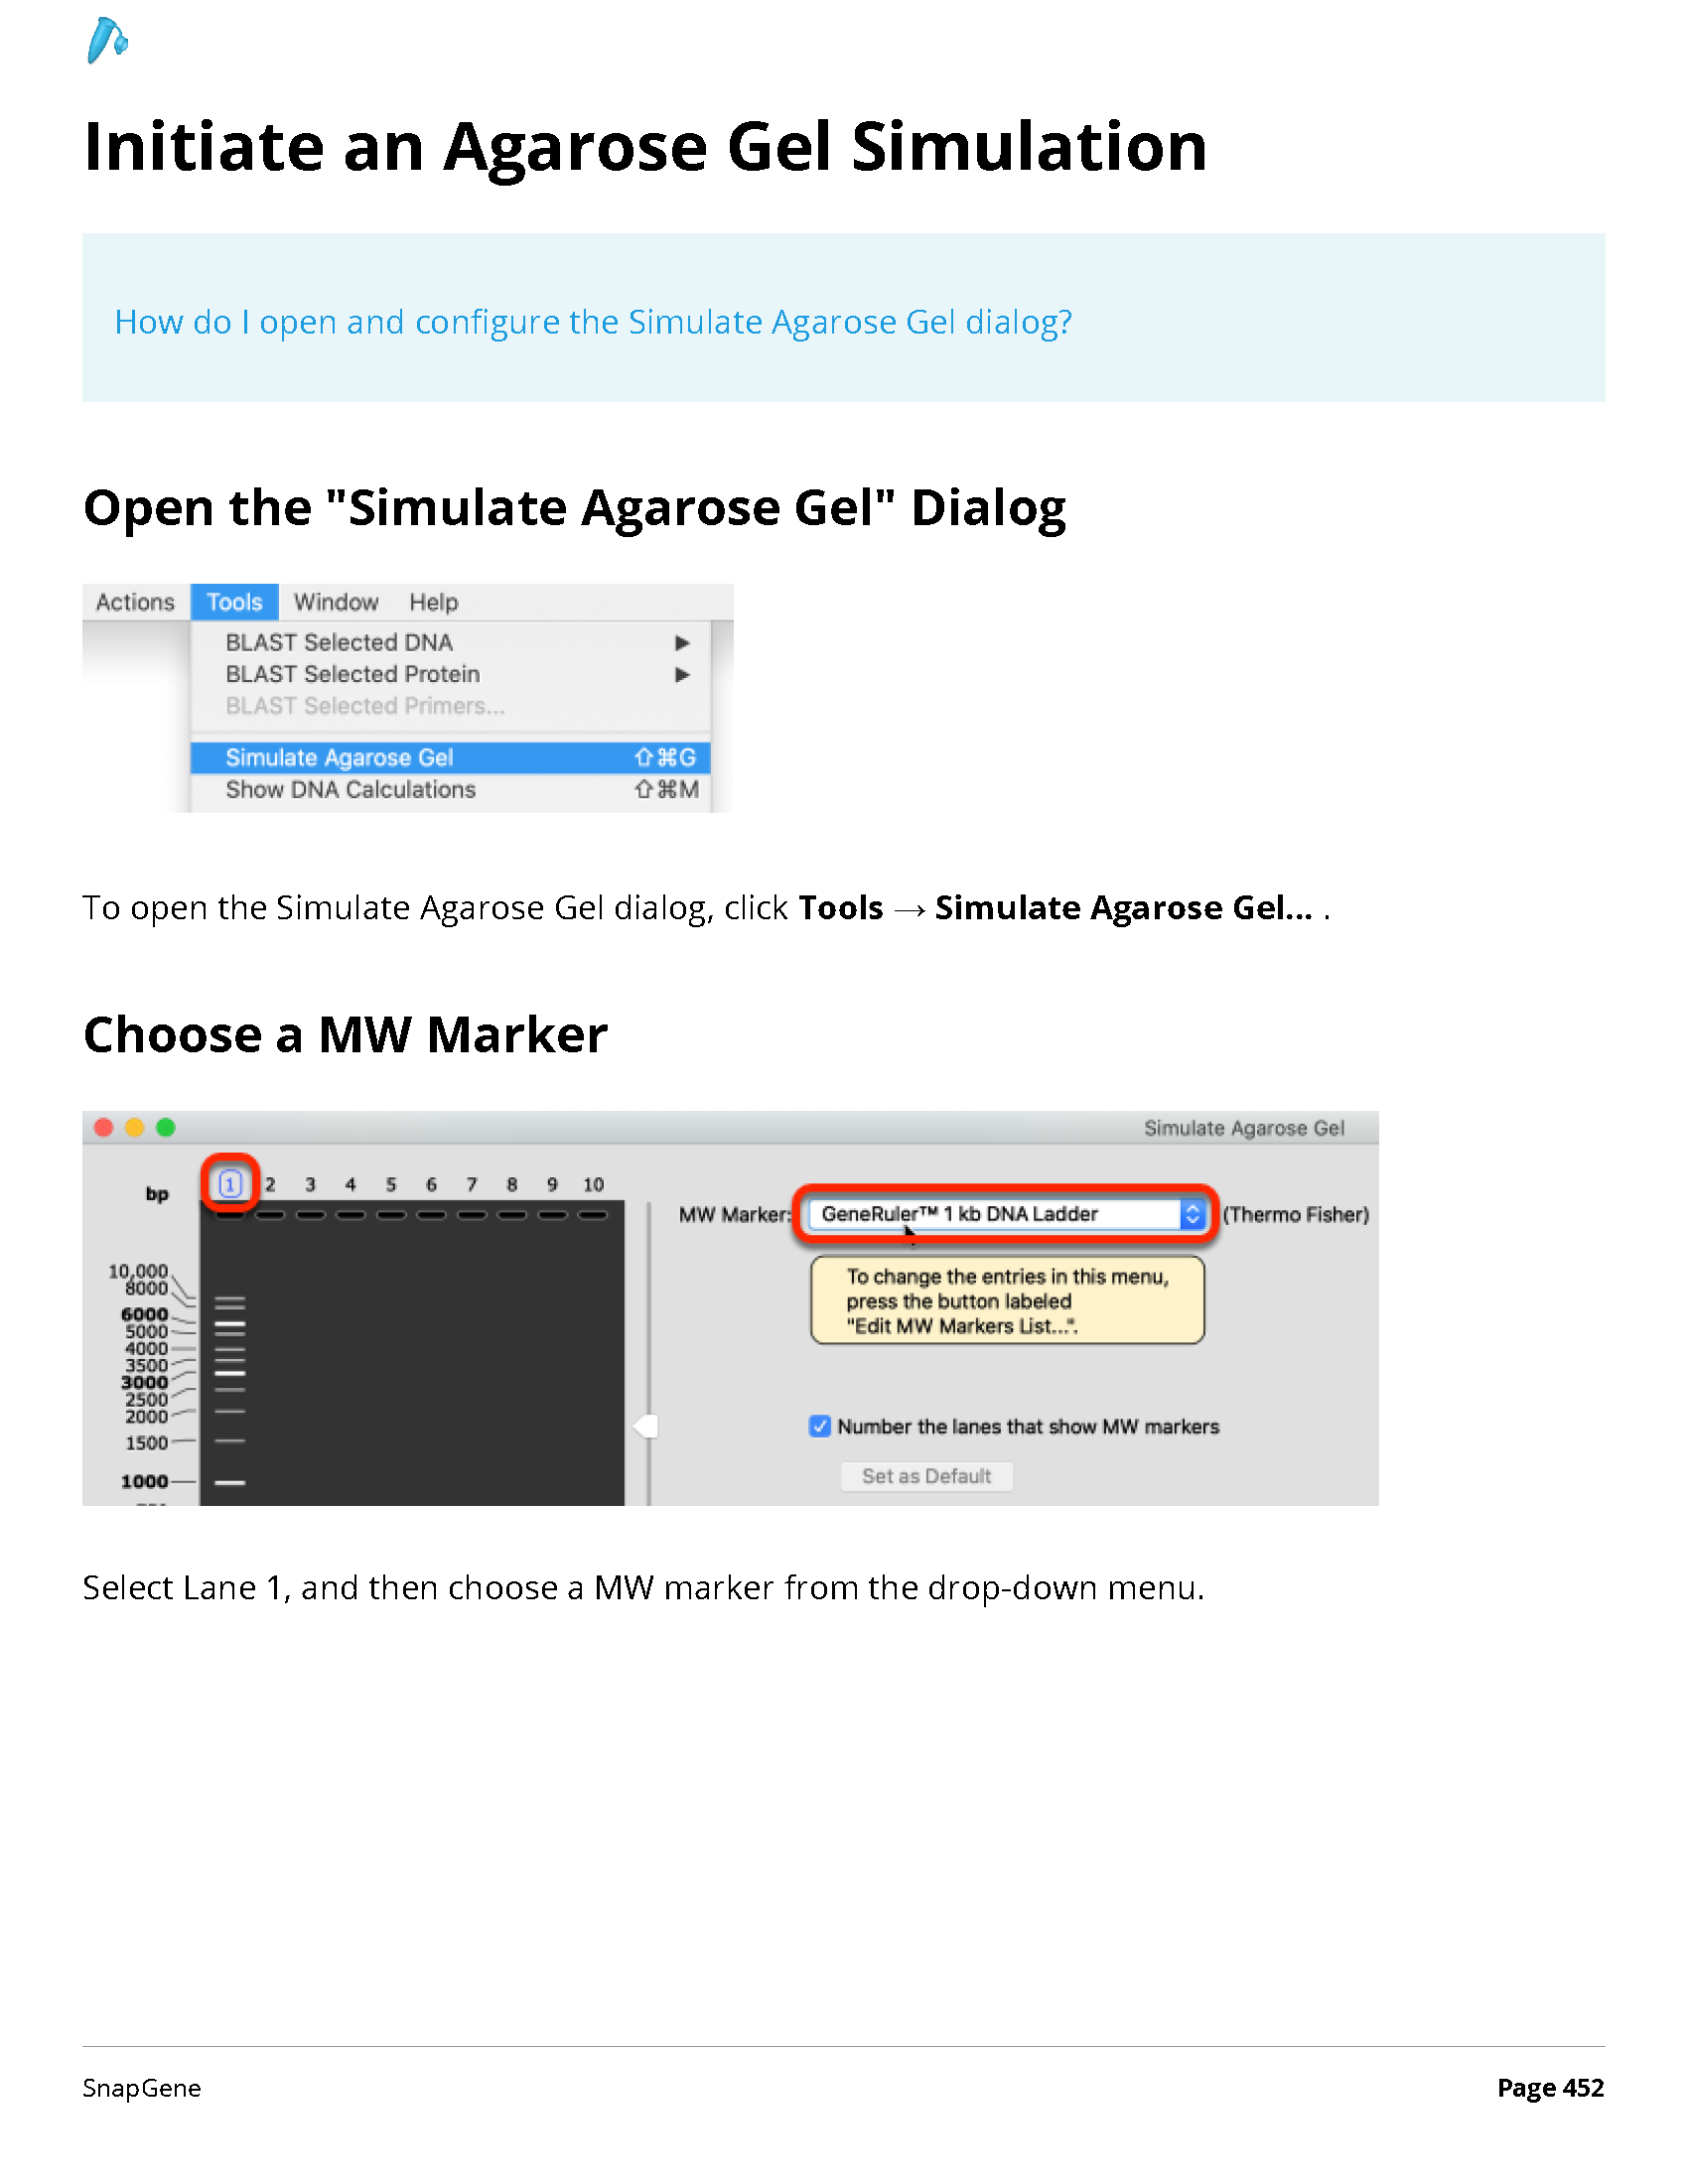 Initiate an Agarose Gel Simulation
How do I open and configure the Simulate Agarose Gel dialog?
Open the "Simulate Agarose Gel" Dialog
Actions Tools Window Help
BLAST Selected DNA ▶
BLAST Selected Protein ▶
BLAST Selected Primers...
Simulate Agarose Gel ⇧⌘G
Show DNA Calculations ⇧⌘M
To open the Simulate Agarose Gel dialog, click Tools → Simulate Agarose Gel... .
Choose a MW Marker
Simulate Agarose Gel
bp 1 2 3 4 5 6 7 8 9 10
MW Marker: GeneRuler™ 1 kb DNA Ladder (Thermo Fisher)
To change the entries in this menu,
press the button labeled
"Edit MW Markers List...".
10,000
8000
6000
5000
4000
3500
3000
2500
2000
1500
1000
Number the lanes that show MW markers
Set as Default
Select Lane 1, and then choose a MW marker from the drop-down menu.
SnapGene Page 452